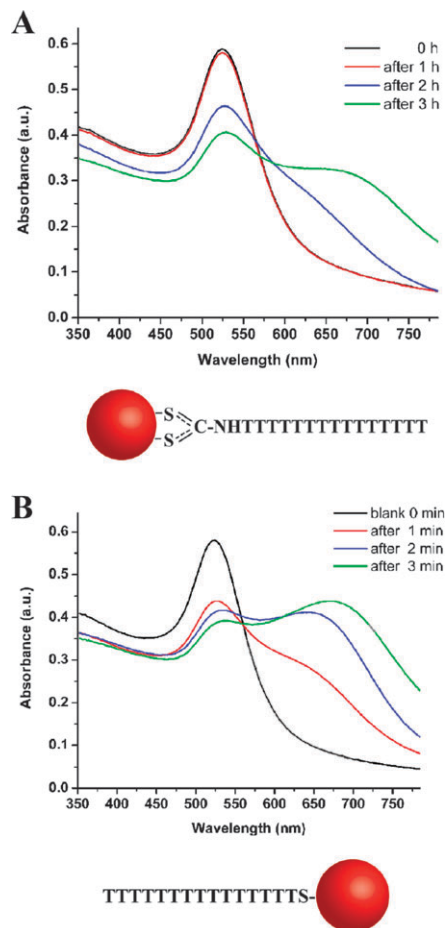 A
0.6
0.5
0.4
0.3
0.2
0.1
0.0
Absorbance (a.u.)
0 h
after 1 h
after 2 h
after 3 h
350 400 450 500 550 600 650 700 750
Wavelength (nm)
S
C-NHTTTTTTTTTTTTTTT
S
B
0.6
0.5
0.4
0.3
0.2
0.1
0.0
Absorbance (a.u.)
blank 0 min
after 1 min
after 2 min
after 3 min
350 400 450 500 550 600 650 700 750
Wavelength (nm)
TTTTTTTTTTTTTTTS-